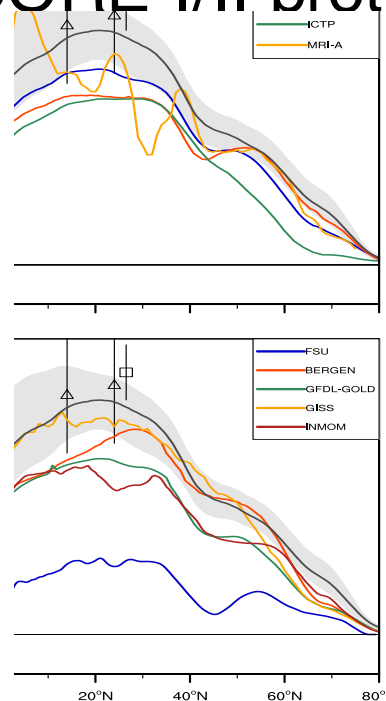 ICTP
MRI-A
FSU
BERGEN
GFDL-GOLD
GISS
INMOM
20°N 40°N 60°N 80°